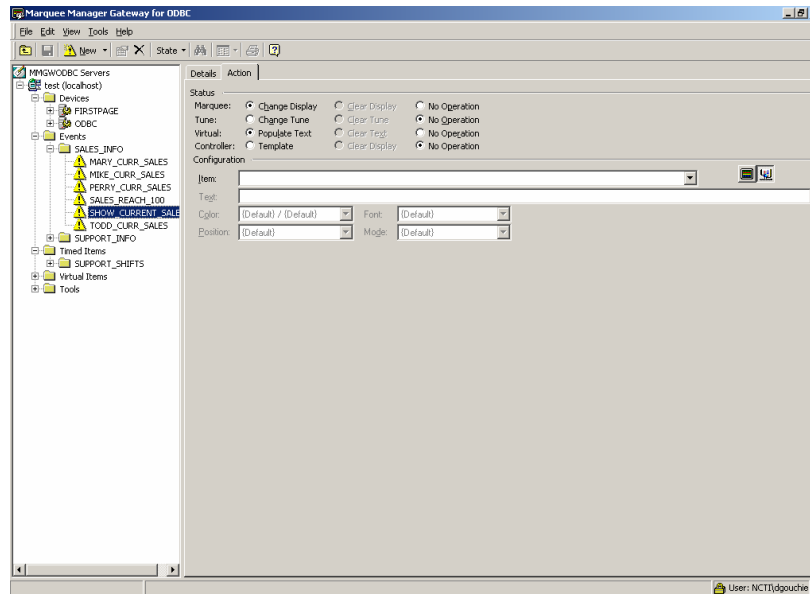 Marquee Manager Gateway for ODBC
File Edit View Tools Help
New State
MMGWODBC Servers
test (localhost)
Devices
FIRSTPAGE
ODBC
Events
SALES_INFO
MARY_CURR_SALES
MIKE_CURR_SALES
PERRY_CURR_SALES
SALES_REACH_100
SHOW_CURRENT_SALE
TODD_CURR_SALES
SUPPORT_INFO
Timed Items
SUPPORT_SHIFTS
Virtual Items
Tools
Details Action
Status
Marquee: Change Display Clear Display No Operation
Tune: Change Tune Clear Tune No Operation
Virtual: Populate Text Clear Text No Operation
Controller: Template Clear Display No Operation
Configuration
Item:
Text:
Color: {Default} / {Default} Font: {Default}
Position: {Default} Mode: {Default}
User: NCTI\dgouchie